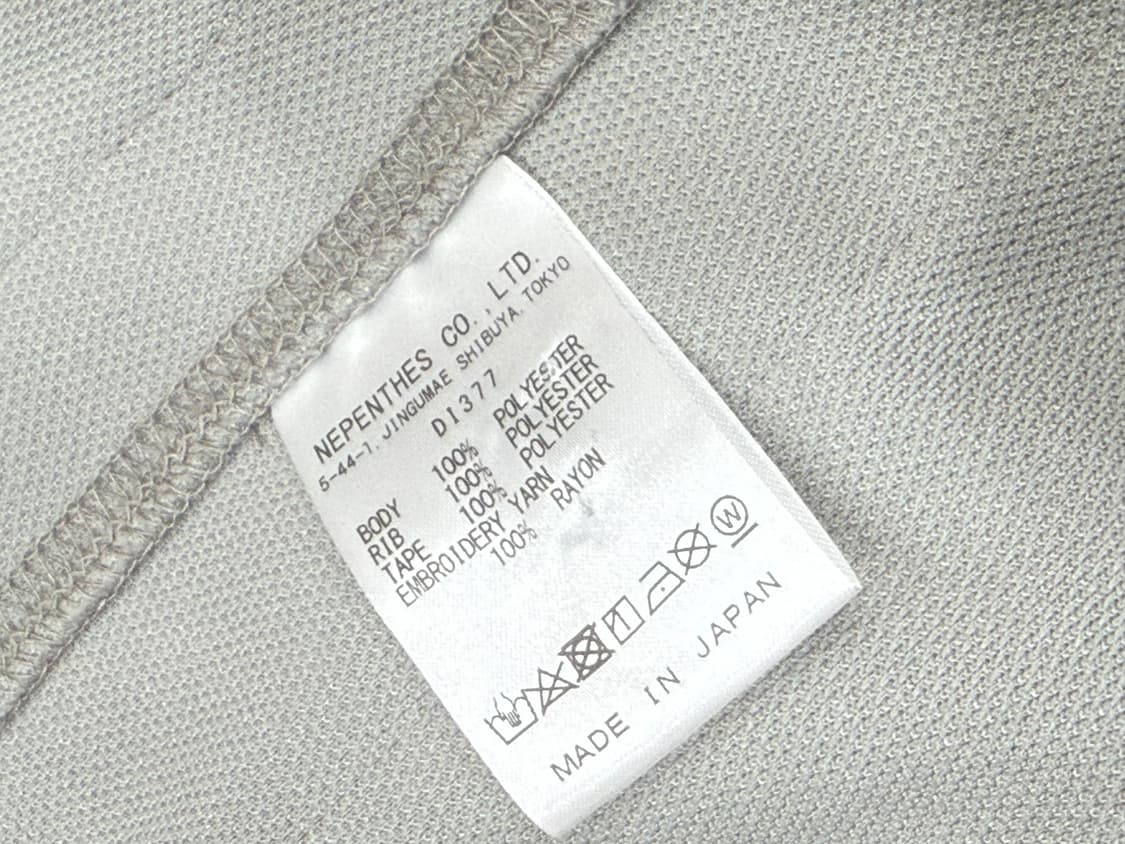 NEPENTHES CO., LTD.
5-44-1, JINGUMAE SHIBUYA, TOKYO
DI377
BODY 100% POLYESTER
RIB 100% POLYESTER
TAPE 100% POLYESTER
EMBROIDERY YARN
100% RAYON
W
MADE IN JAPAN